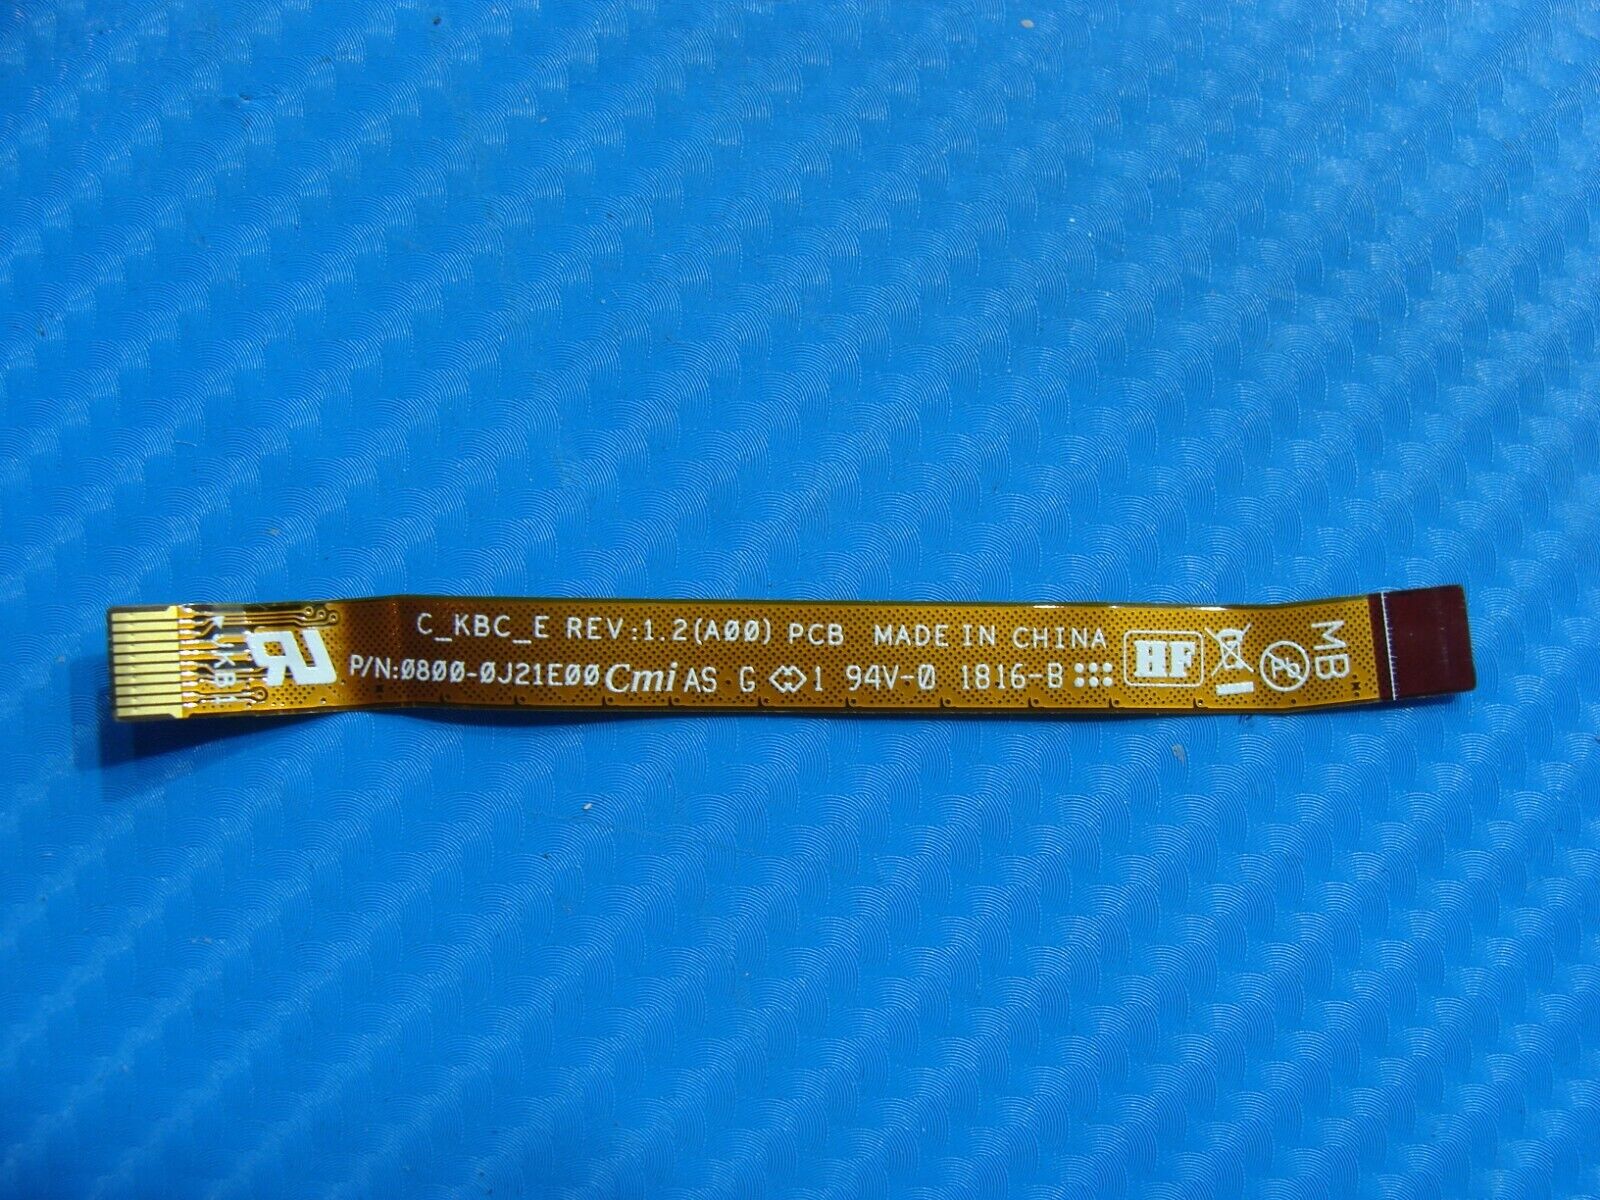 C_KBC_E REV:1.2(A00) PCB MADE IN CHINA
P/N:0800-0J21E00 Cmi AS G 1 94V-0 1816-B
HF
MB